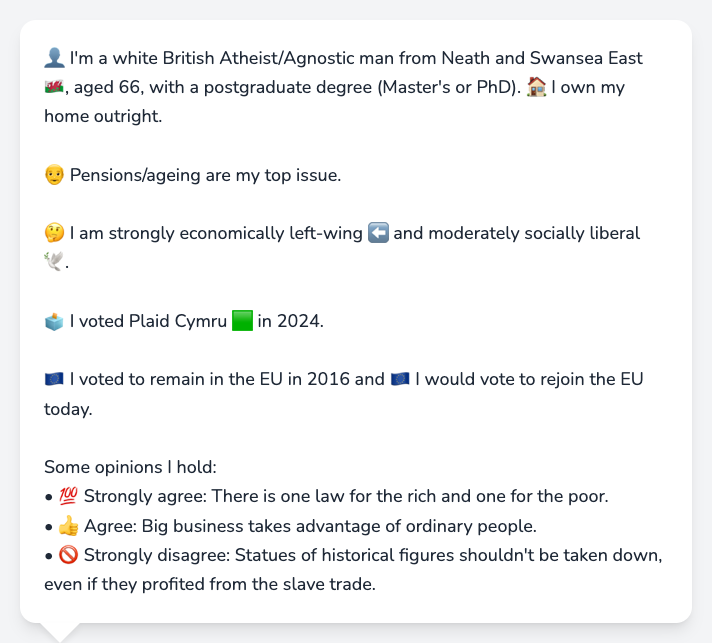 👤 I'm a white British Atheist/Agnostic man from Neath and Swansea East
🏴󠁧󠁢󠁷󠁬󠁳󠁿, aged 66, with a postgraduate degree (Master's or PhD). 🏠 I own my
home outright.
👴 Pensions/ageing are my top issue.
🤔 I am strongly economically left-wing ⬅️ and moderately socially liberal
🕊️.
🗳️ I voted Plaid Cymru 🟩 in 2024.
🇪🇺 I voted to remain in the EU in 2016 and 🇪🇺 I would vote to rejoin the EU
today.
Some opinions I hold:
• 💯 Strongly agree: There is one law for the rich and one for the poor.
• 👍 Agree: Big business takes advantage of ordinary people.
• 🚫 Strongly disagree: Statues of historical figures shouldn't be taken down,
even if they profited from the slave trade.